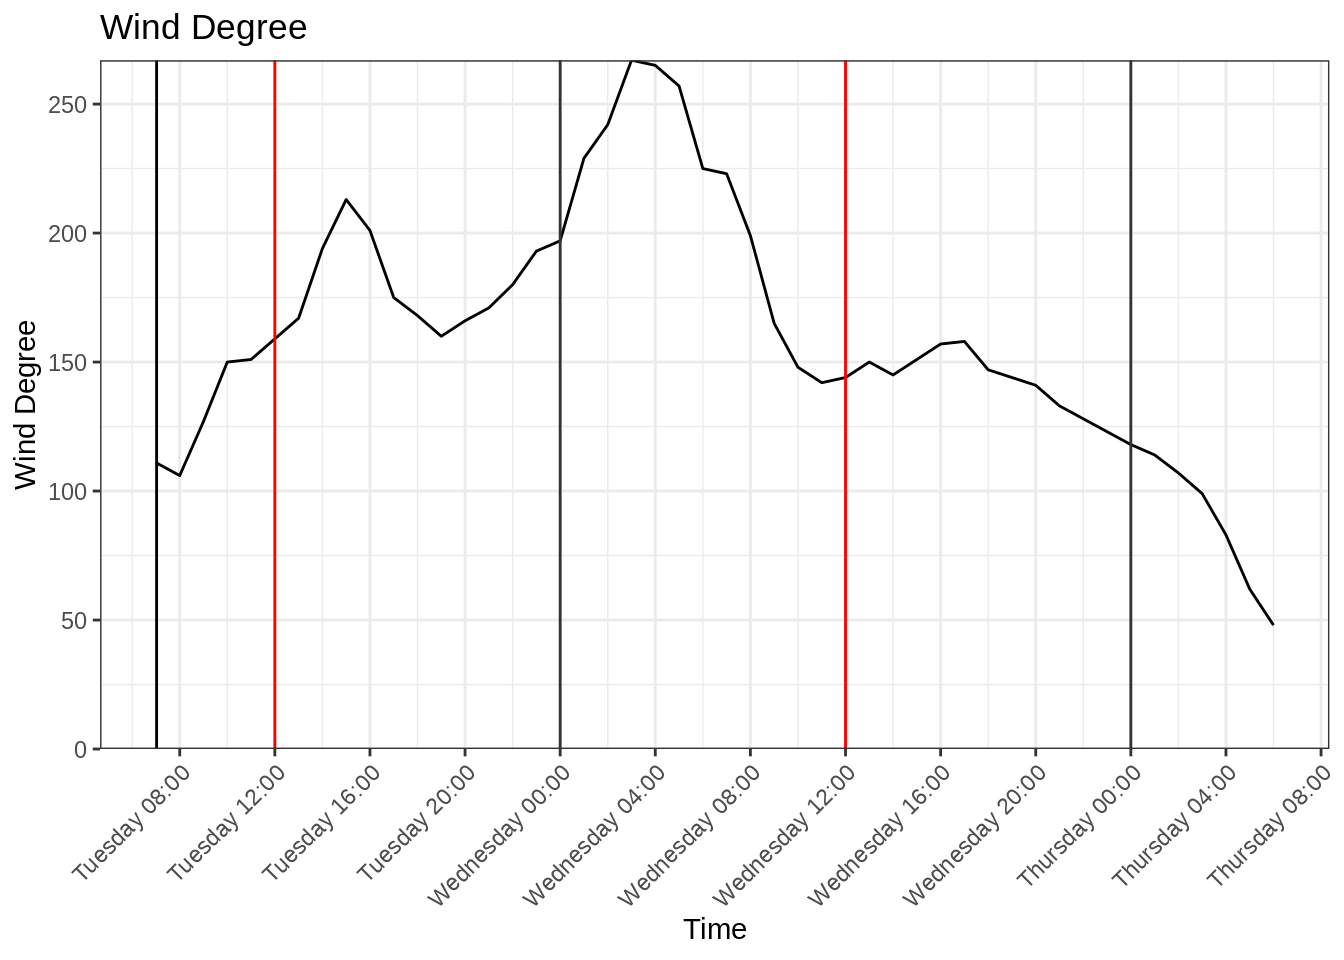 Wind Degree
250
200
150
100
50
0
Wind Degree
Tuesday 08:00
Tuesday 12:00
Tuesday 16:00
Tuesday 20:00
Wednesday 00:00
Wednesday 04:00
Wednesday 08:00
Wednesday 12:00
Wednesday 16:00
Wednesday 20:00
Thursday 00:00
Thursday 04:00
Thursday 08:00
Time